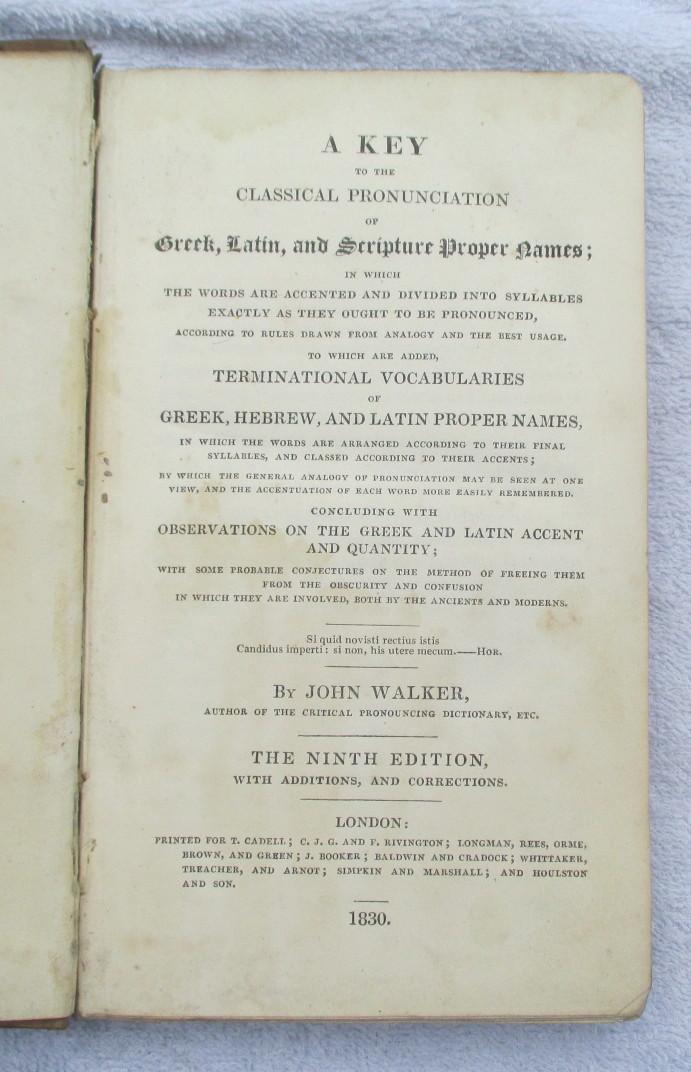 A KEY
TO THE
CLASSICAL PRONUNCIATION
OF
Greek, Latin, and Scripture Proper Names;
IN WHICH
THE WORDS ARE ACCENTED AND DIVIDED INTO SYLLABLES
EXACTLY AS THEY OUGHT TO BE PRONOUNCED,
ACCORDING TO RULES DRAWN FROM ANALOGY AND THE BEST USAGE.
TO WHICH ARE ADDED,
TERMINATIONAL VOCABULARIES
OF
GREEK, HEBREW, AND LATIN PROPER NAMES,
IN WHICH THE WORDS ARE ARRANGED ACCORDING TO THEIR FINAL
SYLLABLES, AND CLASSED ACCORDING TO THEIR ACCENTS;
BY WHICH THE GENERAL ANALOGY OF PRONUNCIATION MAY BE SEEN AT ONE
VIEW, AND THE ACCENTUATION OF EACH WORD MORE EASILY REMEMBERED.
CONCLUDING WITH
OBSERVATIONS ON THE GREEK AND LATIN ACCENT
AND QUANTITY;
WITH SOME PROBABLE CONJECTURES ON THE METHOD OF FREEING THEM
FROM THE OBSCURITY AND CONFUSION
IN WHICH THEY ARE INVOLVED, BOTH BY THE ANCIENTS AND MODERNS.
Si quid novisti rectius istis
Candidus imperti: si non, his utere mecum.——HOR.
BY JOHN WALKER,
AUTHOR OF THE CRITICAL PRONOUNCING DICTIONARY, ETC.
THE NINTH EDITION,
WITH ADDITIONS, AND CORRECTIONS.
LONDON:
PRINTED FOR T. CADELL; C. J. G. AND F. RIVINGTON; LONGMAN, REES, ORME,
BROWN, AND GREEN; J. BOOKER; BALDWIN AND CRADOCK; WHITTAKER,
TREACHER, AND ARNOT; SIMPKIN AND MARSHALL; AND HOULSTON
AND SON.
1830.